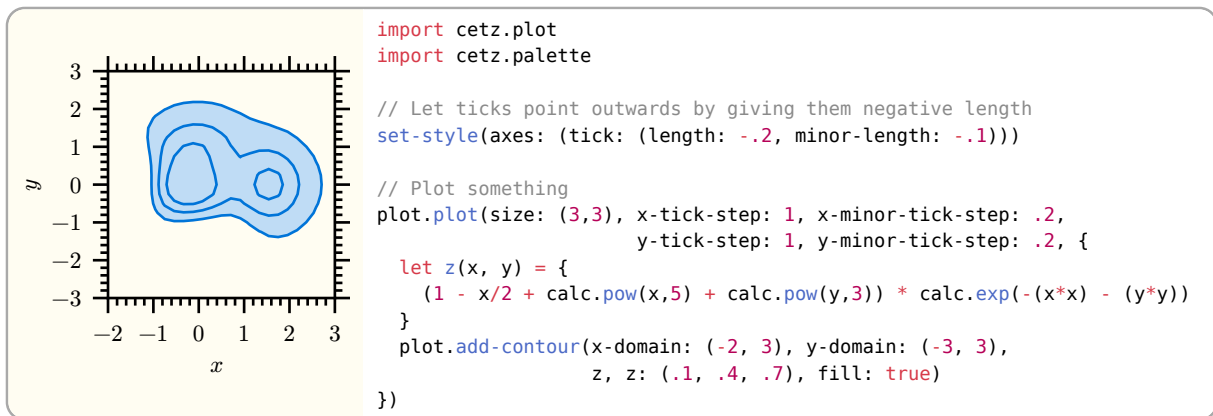 3
2
1
0
−1
−2
−3
y
−2 −1 0 1 2 3
x
import cetz.plot
import cetz.palette
// Let ticks point outwards by giving them negative length
set-style(axes: (tick: (length: -.2, minor-length: -.1)))
// Plot something
plot.plot(size: (3,3), x-tick-step: 1, x-minor-tick-step: .2,
                       y-tick-step: 1, y-minor-tick-step: .2, {
  let z(x, y) = {
    (1 - x/2 + calc.pow(x,5) + calc.pow(y,3)) * calc.exp(-(x*x) - (y*y))
  }
  plot.add-contour(x-domain: (-2, 3), y-domain: (-3, 3),
                   z, z: (.1, .4, .7), fill: true)
})